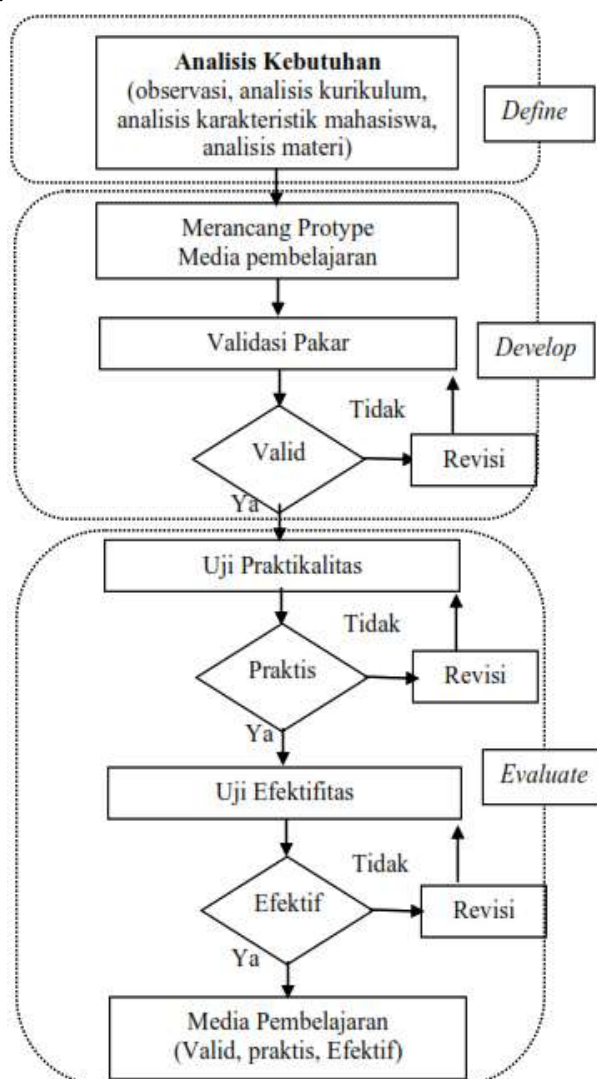 Analisis Kebutuhan
(observasi, analisis kurikulum,
analisis karakteristik mahasiswa,
analisis materi)
Define
Merancang Protype
Media pembelajaran
Validasi Pakar
Develop
Tidak
Valid
Revisi
Ya
Uji Praktikalitas
Tidak
Praktis
Revisi
Ya
Uji Efektifitas
Evaluate
Tidak
Efektif
Revisi
Ya
Media Pembelajaran
(Valid, praktis, Efektif)